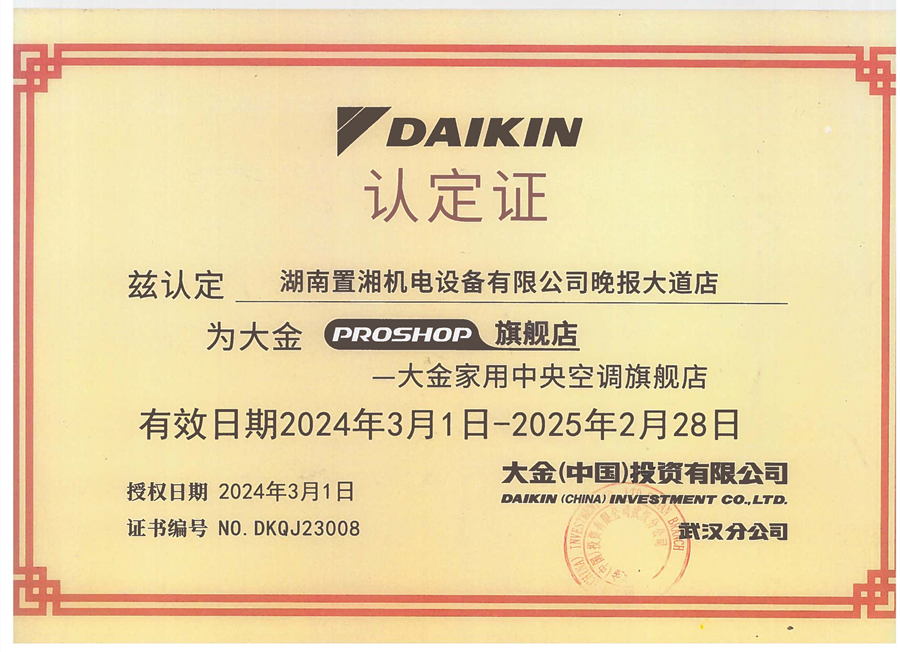 DAIKIN
认定证
兹认定 湖南置湘机电设备有限公司晚报大道店
为大金 PROSHOP 旗舰店
—大金家用中央空调旗舰店
有效日期2024年3月1日-2025年2月28日
大金(中国)投资有限公司
DAIKIN (CHINA) INVESTMENT CO.,LTD.
武汉分公司
授权日期 2024年3月1日
证书编号 NO.DKQJ23008